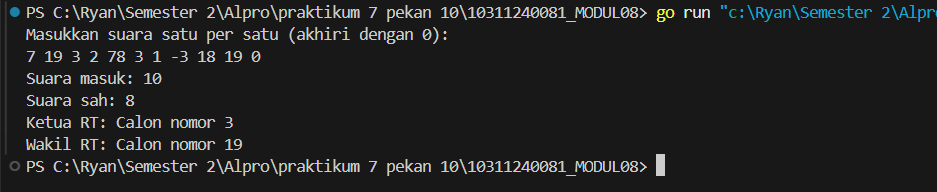 PS C:\Ryan\Semester 2\Alpro\praktikum 7 pekan 10\10311240081_MODUL08> go run "c:\Ryan\Semester 2\Alpro
Masukkan suara satu per satu (akhiri dengan 0):
7 19 3 2 78 3 1 -3 18 19 0
Suara masuk: 10
Suara sah: 8
Ketua RT: Calon nomor 3
Wakil RT: Calon nomor 19
PS C:\Ryan\Semester 2\Alpro\praktikum 7 pekan 10\10311240081_MODUL08>